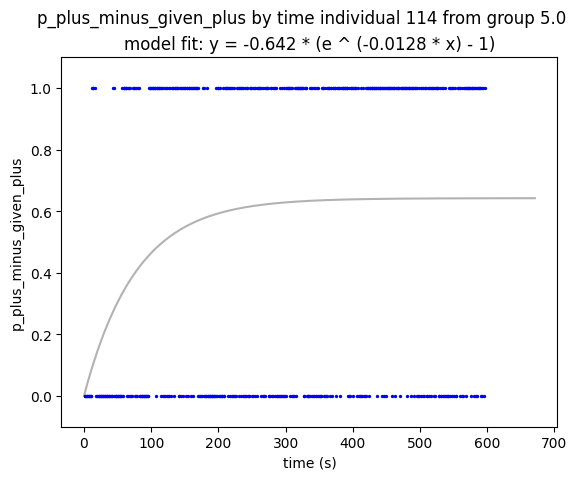 p_plus_minus_given_plus by time individual 114 from group 5.0
model fit: y = -0.642 * (e ^ (-0.0128 * x) - 1)
p_plus_minus_given_plus
1.0
0.8
0.6
0.4
0.2
0.0
0 100 200 300 400 500 600 700
time (s)